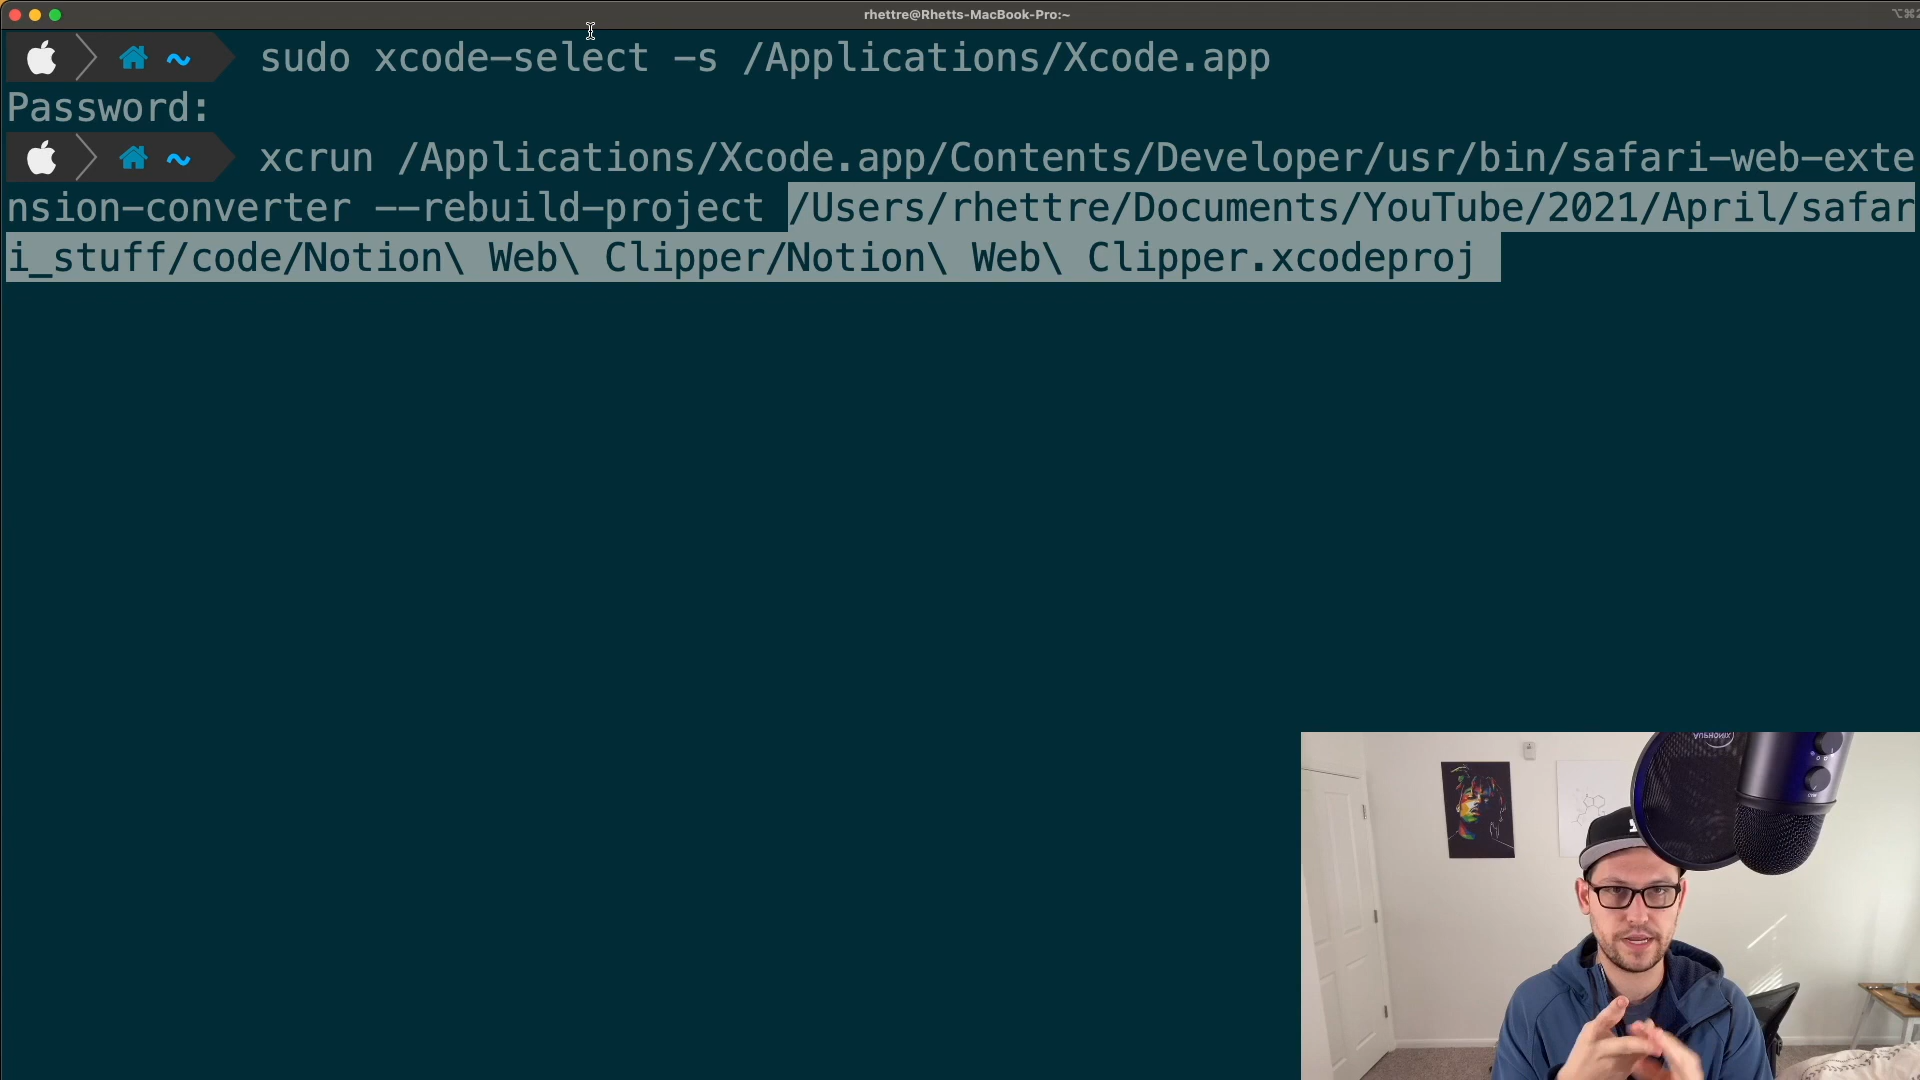 rhettre@Rhetts-MacBook-Pro:~
~ sudo xcode-select -s /Applications/Xcode.app
Password:
~ xcrun /Applications/Xcode.app/Contents/Developer/usr/bin/safari-web-exte
nsion-converter --rebuild-project /Users/rhettre/Documents/YouTube/2021/April/safar
i_stuff/code/Notion\ Web\ Clipper/Notion\ Web\ Clipper.xcodeproj